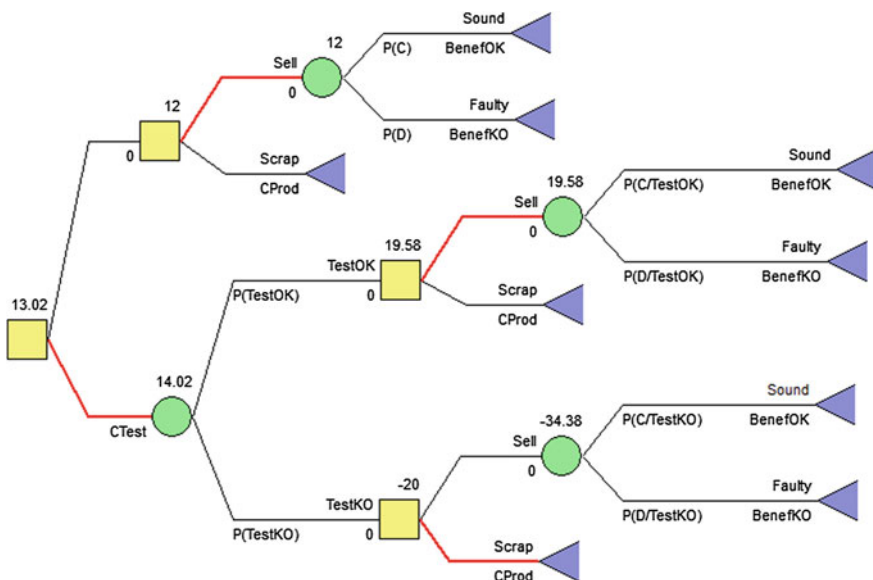 Sound
12
P(C)
BenefOK
Sell
0
Faulty
12
P(D)
BenefKO
0
Scrap
Sound
CProd
19.58
P(C/TestOK)
BenefOK
Sell
19.58
0
Faulty
TestOK
P(D/TestOK)
BenefKO
P(TestOK)
0
Scrap
13.02
CProd
14.02
Sound
-34.38
P(C/TestKO)
BenefOK
CTest
Sell
0
Faulty
-20
TestKO
P(D/TestKO)
BenefKO
P(TestKO)
0
Scrap
CProd